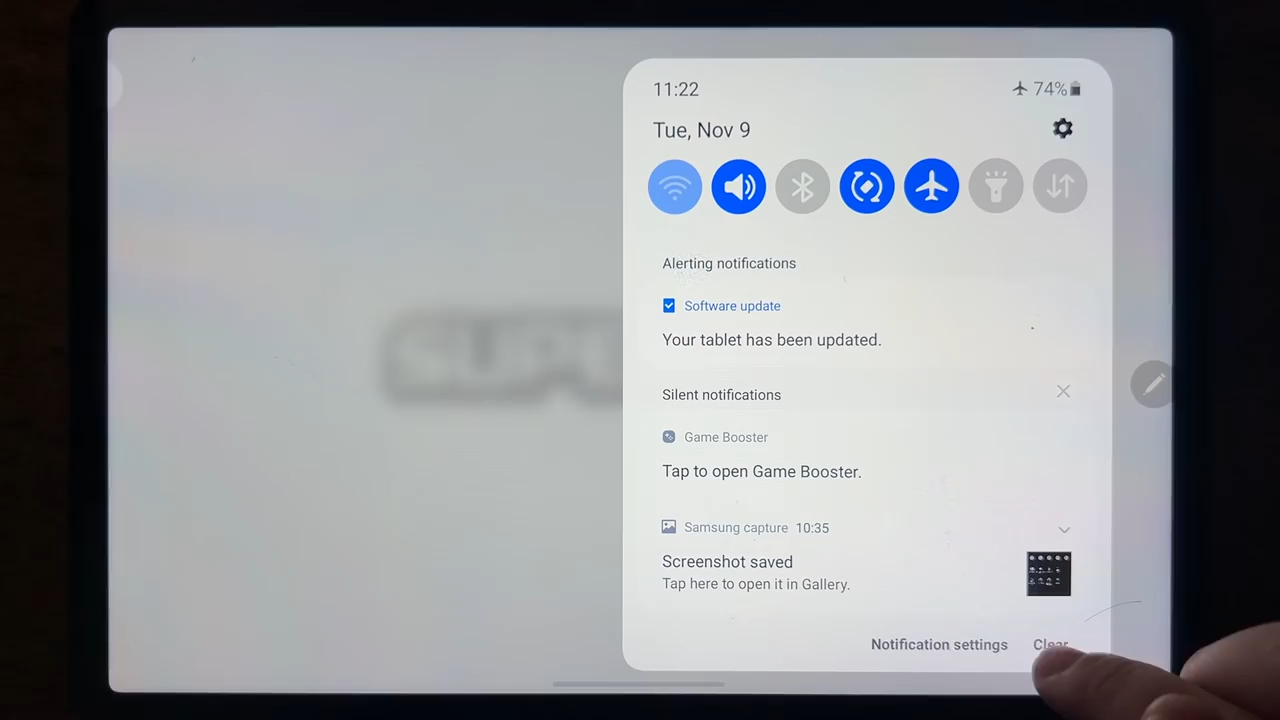 11:22
74%
Tue, Nov 9
Alerting notifications
Software update
Your tablet has been updated.
Silent notifications
Game Booster
Tap to open Game Booster.
Samsung capture 10:35
Screenshot saved
Tap here to open it in Gallery.
Notification settings
Clear